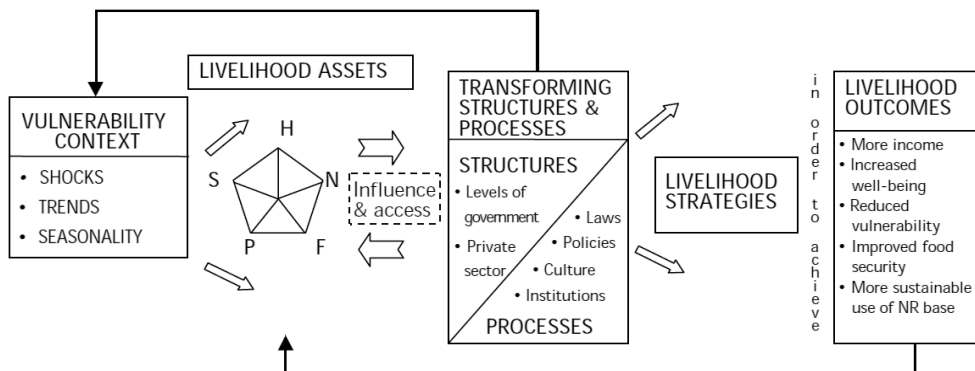 LIVELIHOOD ASSETS
VULNERABILITY
CONTEXT
• SHOCKS
• TRENDS
• SEASONALITY
H
S
N
P
F
Influence
& access
TRANSFORMING
STRUCTURES &
PROCESSES
STRUCTURES
• Levels of
government
• Private
sector
• Laws
• Policies
• Culture
• Institutions
PROCESSES
LIVELIHOOD
STRATEGIES
in order to achieve
LIVELIHOOD
OUTCOMES
• More income
• Increased
well-being
• Reduced
vulnerability
• Improved food
security
• More sustainable
use of NR base